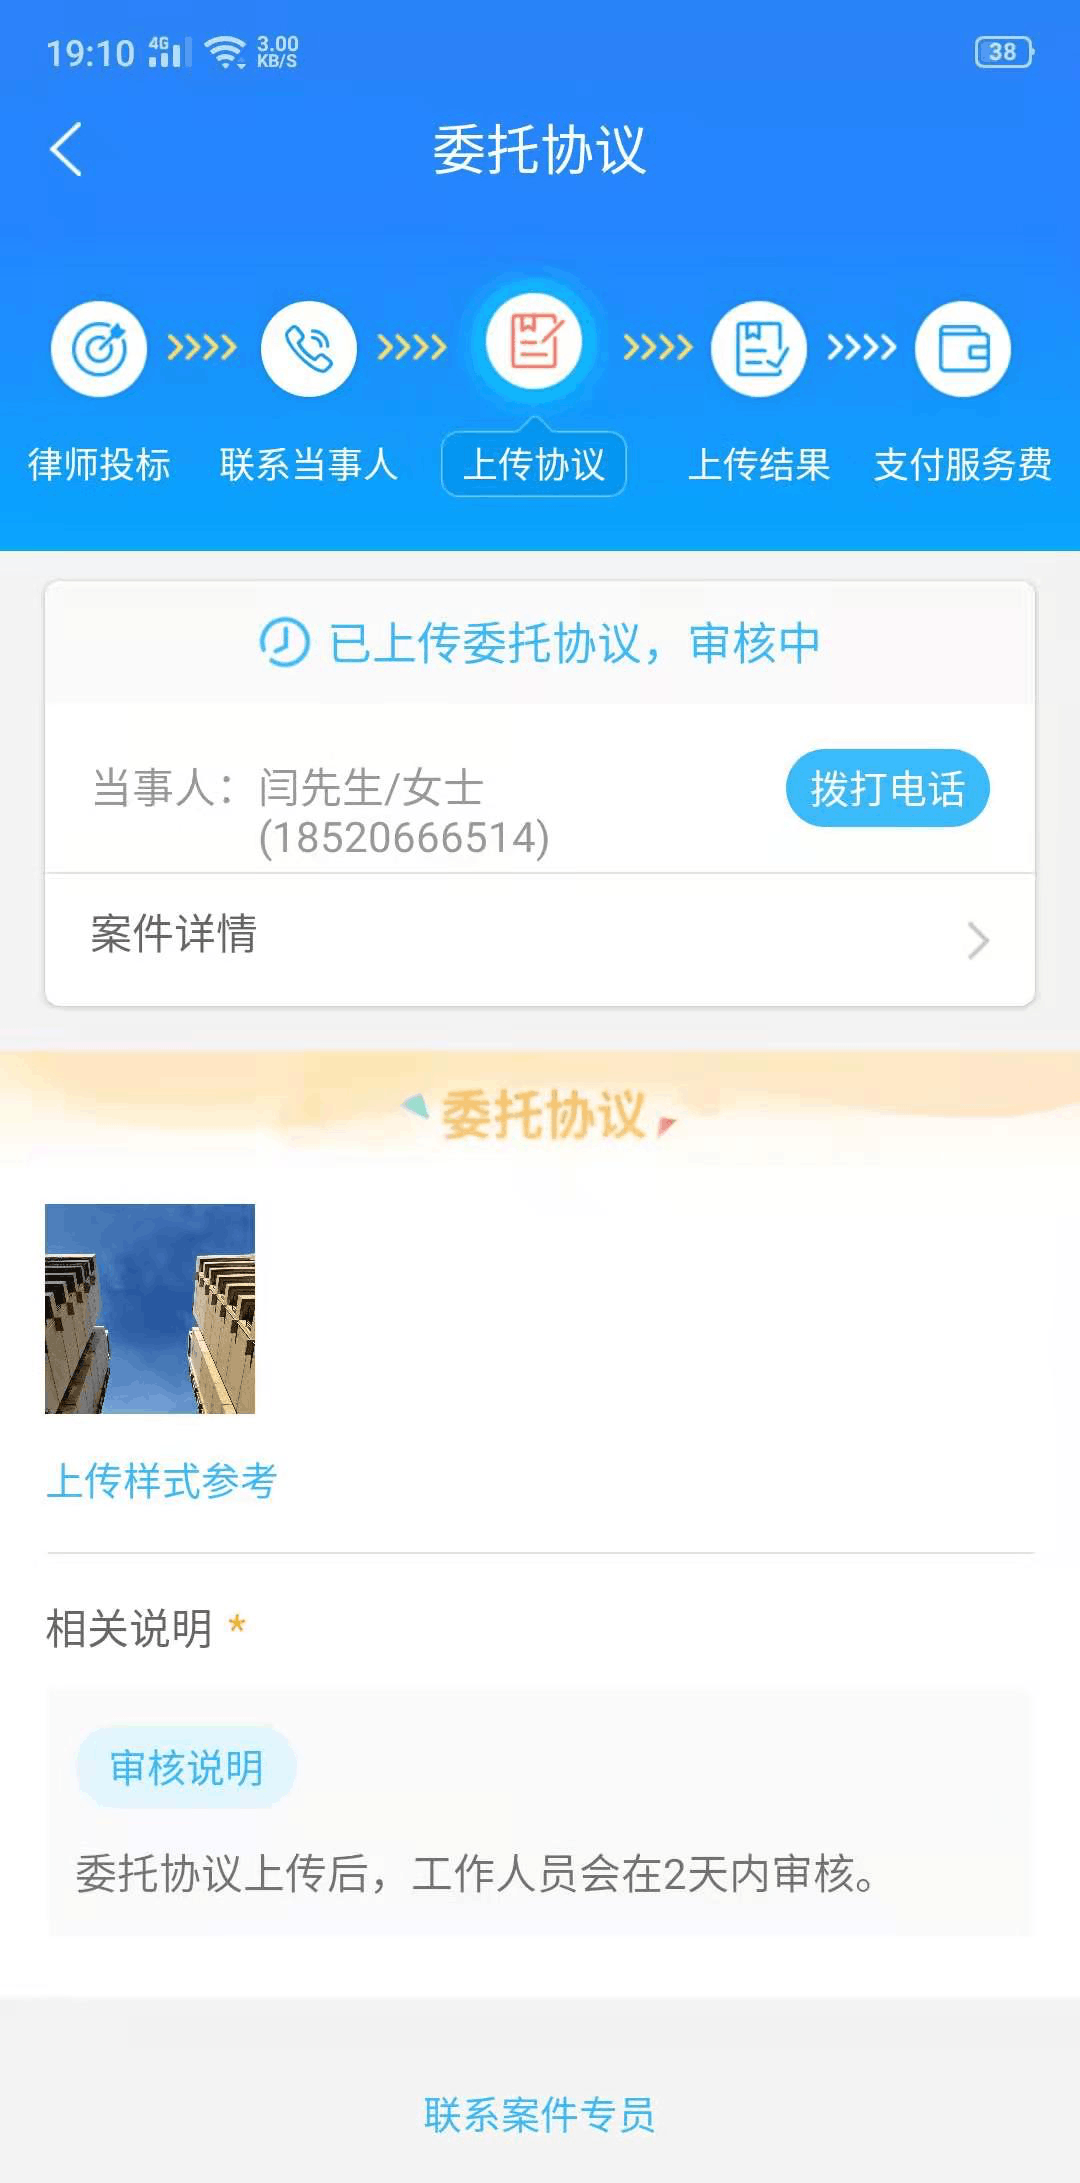 19:10 4G 3.00 KB/S 38
委托协议
律师投标 联系当事人 上传协议 上传结果 支付服务费
已上传委托协议，审核中
当事人：闫先生/女士 拨打电话
(18520666514)
案件详情
委托协议
上传样式参考
相关说明 *
审核说明
委托协议上传后，工作人员会在2天内审核。
联系案件专员